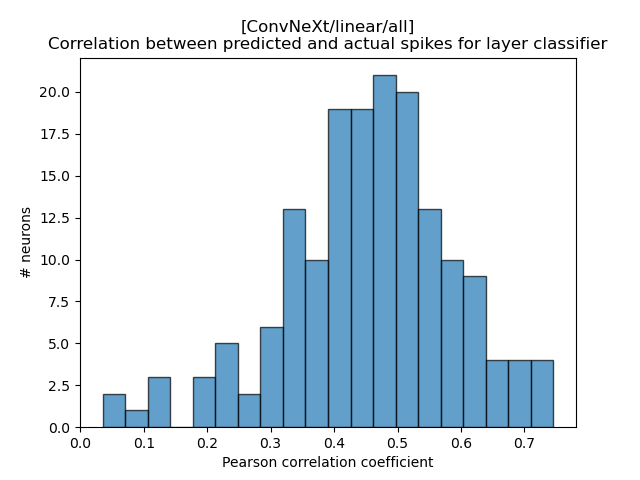 [ConvNeXt/linear/all]
Correlation between predicted and actual spikes for layer classifier
20.0
17.5
15.0
12.5
10.0
7.5
5.0
2.5
0.0
# neurons
0.0 0.1 0.2 0.3 0.4 0.5 0.6 0.7
Pearson correlation coefficient